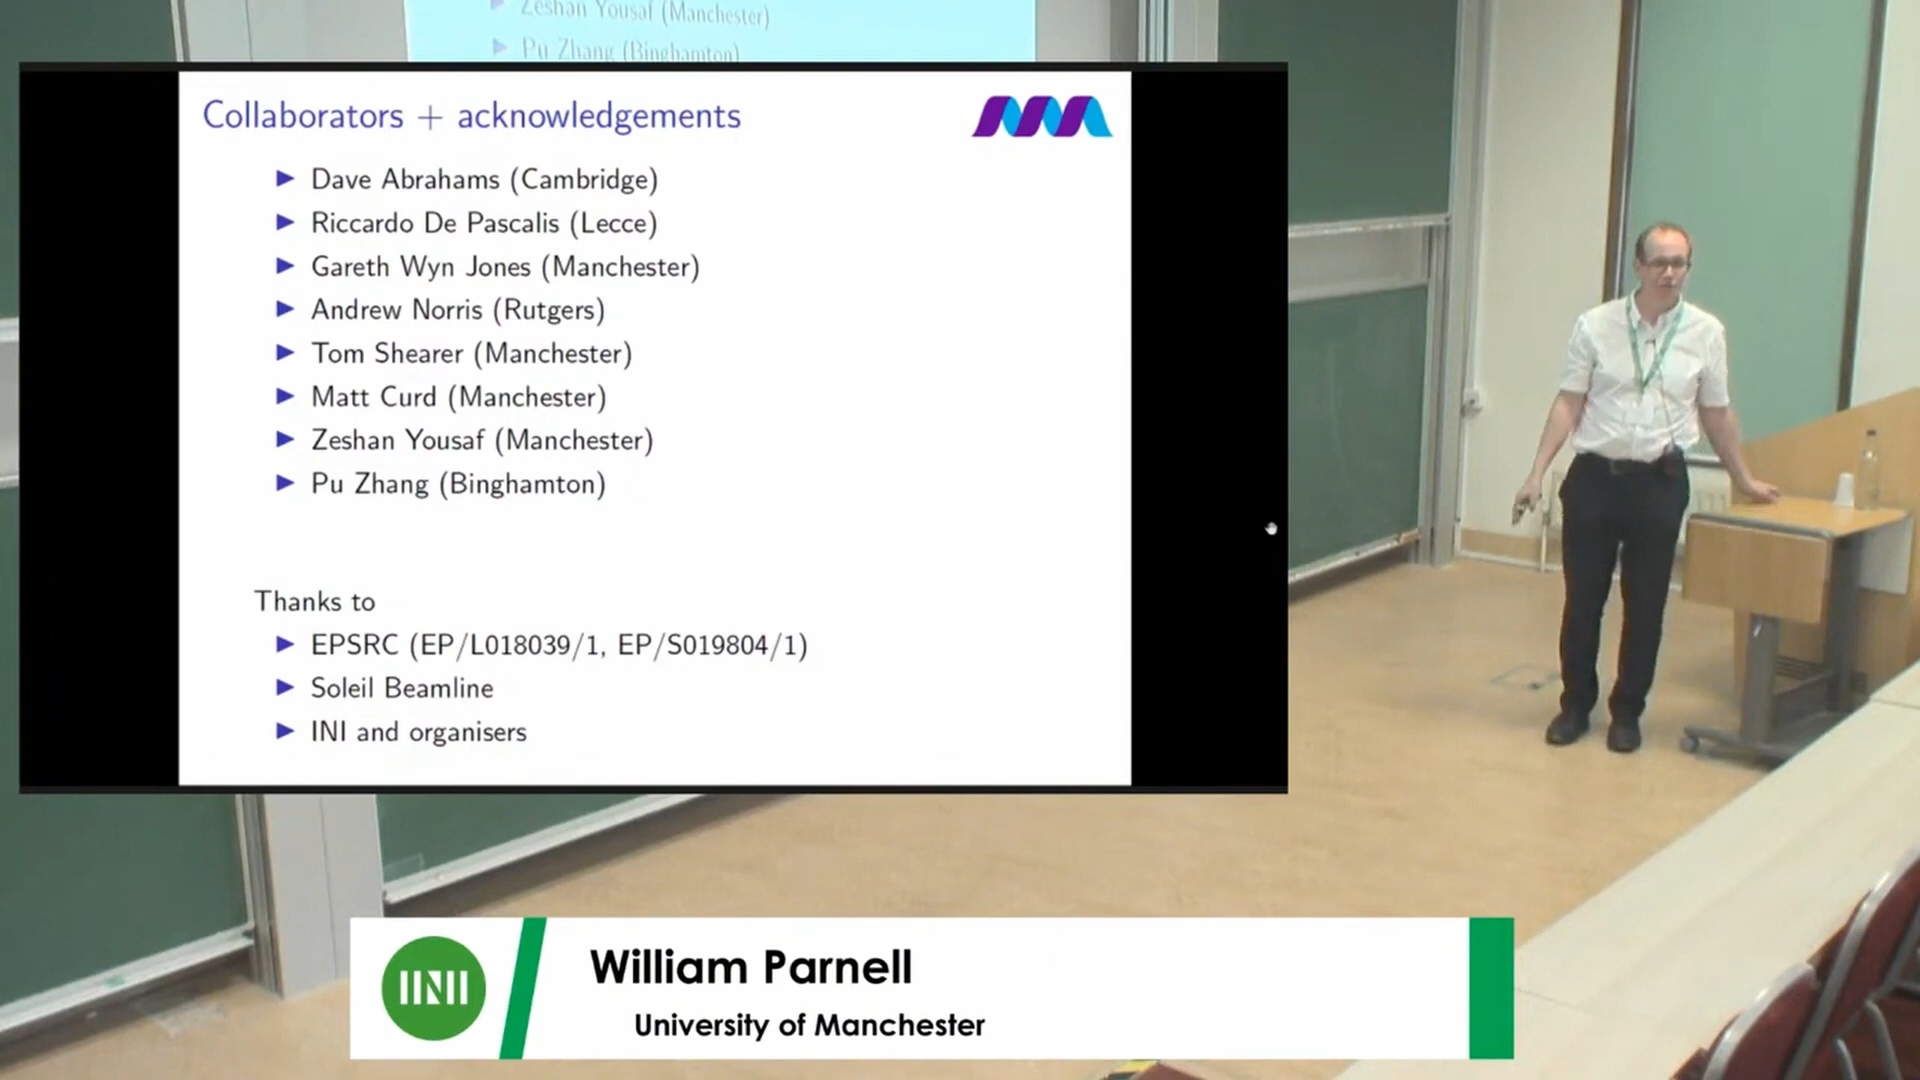 Zeshan Yousaf (Manchester)
Pu Zhang (Binghamton)
Collaborators + acknowledgements
Dave Abrahams (Cambridge)
Riccardo De Pascalis (Lecce)
Gareth Wyn Jones (Manchester)
Andrew Norris (Rutgers)
Tom Shearer (Manchester)
Matt Curd (Manchester)
Zeshan Yousaf (Manchester)
Pu Zhang (Binghamton)
Thanks to
EPSRC (EP/L018039/1, EP/S019804/1)
Soleil Beamline
INI and organisers
INI
William Parnell
University of Manchester